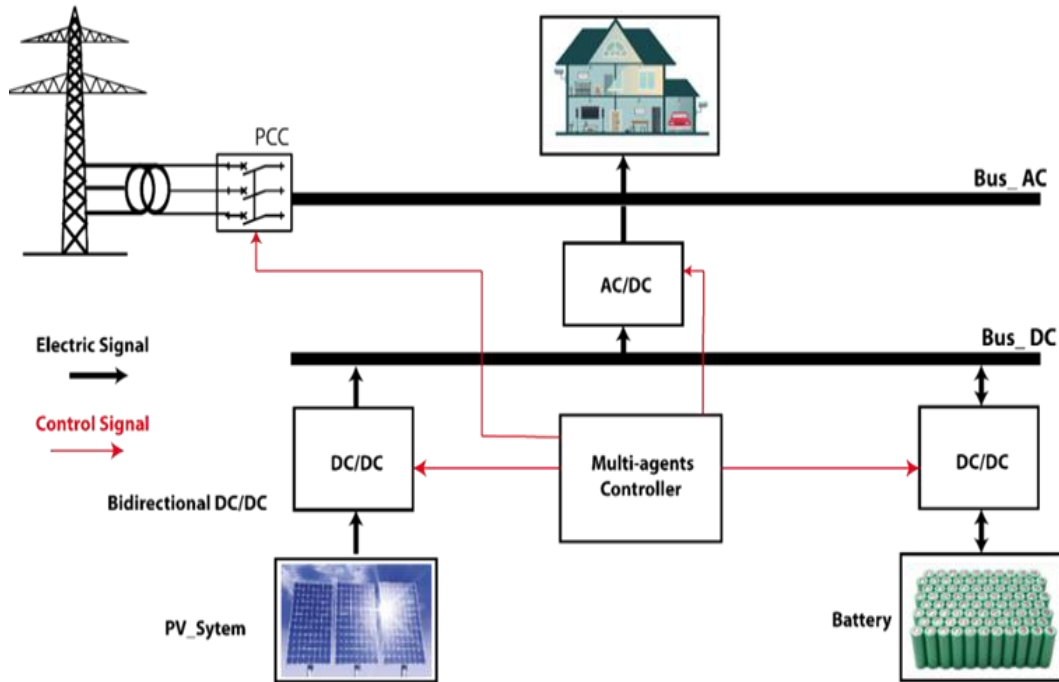 PCC
Bus_ AC
AC/DC
Electric Signal
Bus_ DC
Control Signal
DC/DC
Multi-agents
Controller
DC/DC
Bidirectional DC/DC
PV_Sytem
Battery